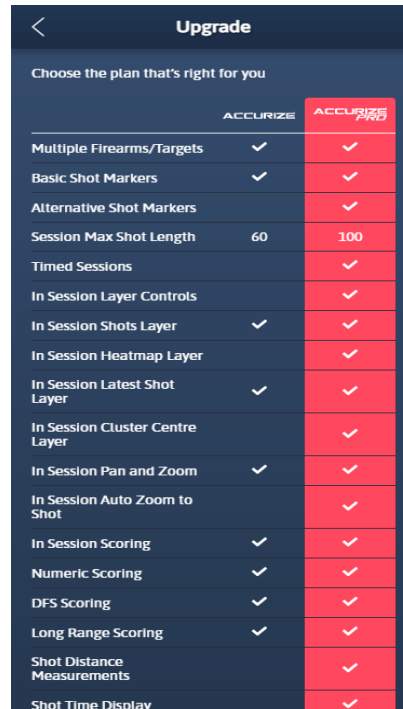 Upgrade
Choose the plan that's right for you
ACCURIZE ACCURIZE PRO
Multiple Firearms/Targets
Basic Shot Markers
Alternative Shot Markers
Session Max Shot Length 60 100
Timed Sessions
In Session Layer Controls
In Session Shots Layer
In Session Heatmap Layer
In Session Latest Shot
Layer
In Session Cluster Centre
Layer
In Session Pan and Zoom
In Session Auto Zoom to
Shot
In Session Scoring
Numeric Scoring
DFS Scoring
Long Range Scoring
Shot Distance
Measurements
Shot Time Display